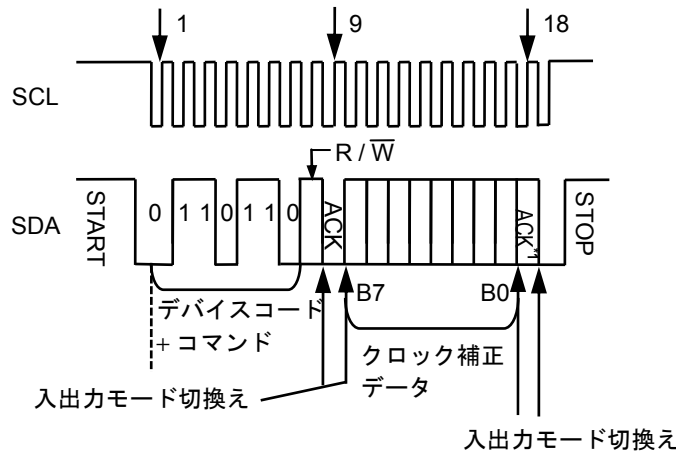 1 9 18
SCL
R / W
SDA
START
0 1 1 0 1 1 0
ACK
ACK*1
STOP
B7 B0
デバイスコード
+ コマンド
クロック補正
データ
入出力モード切換え
入出力モード切換え